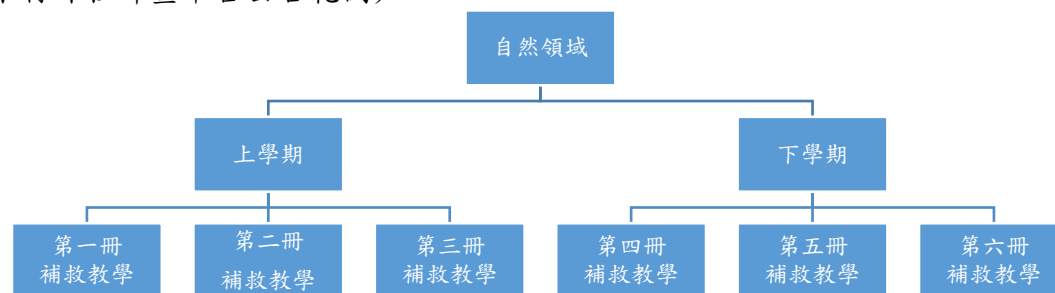 自然領域
上學期
下學期
第一冊
補救教學
第二冊
補救教學
第三冊
補救教學
第四冊
補救教學
第五冊
補救教學
第六冊
補救教學